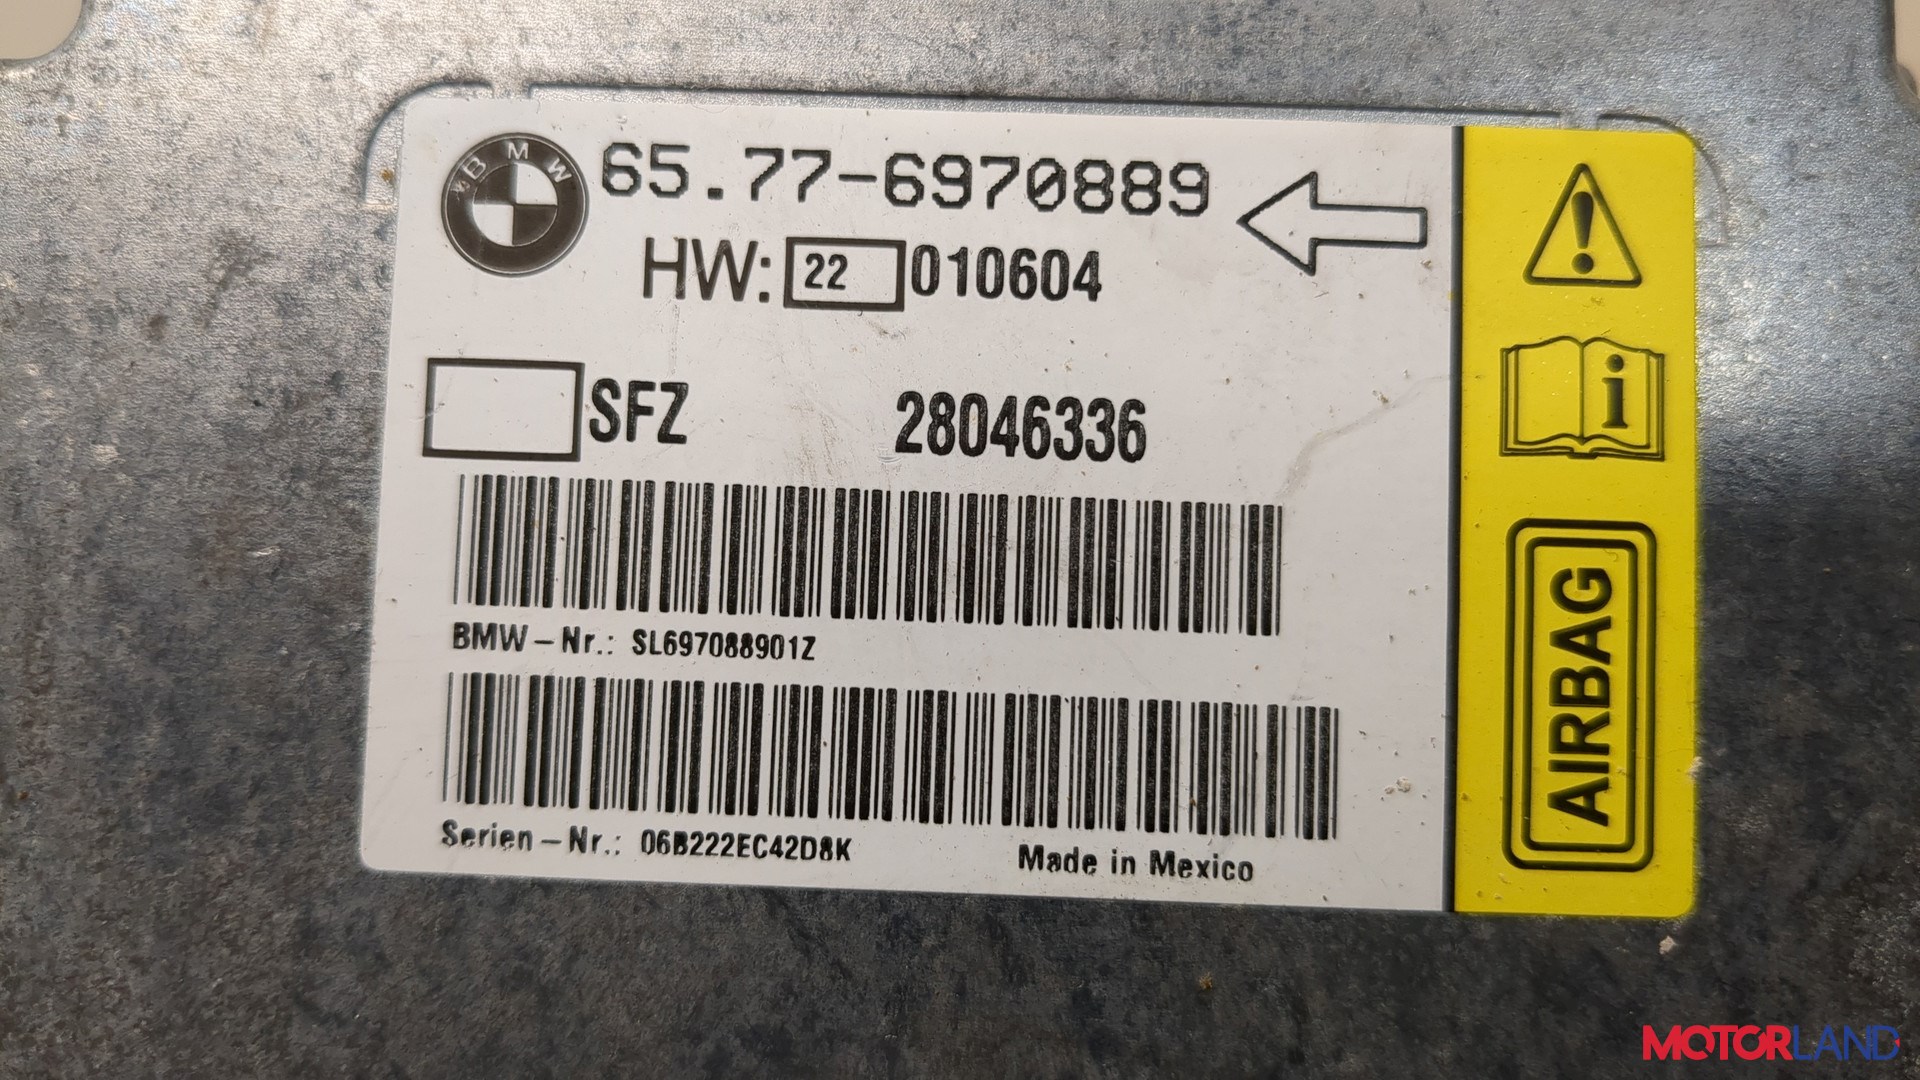 BMW
65.77-6970889
HW: 22 010604
SFZ 28046336
BMW-Nr.: SL697088901Z
Serien-Nr.: 06B222EC42D8K
Made in Mexico
i
AIRBAG
MOTORLAND